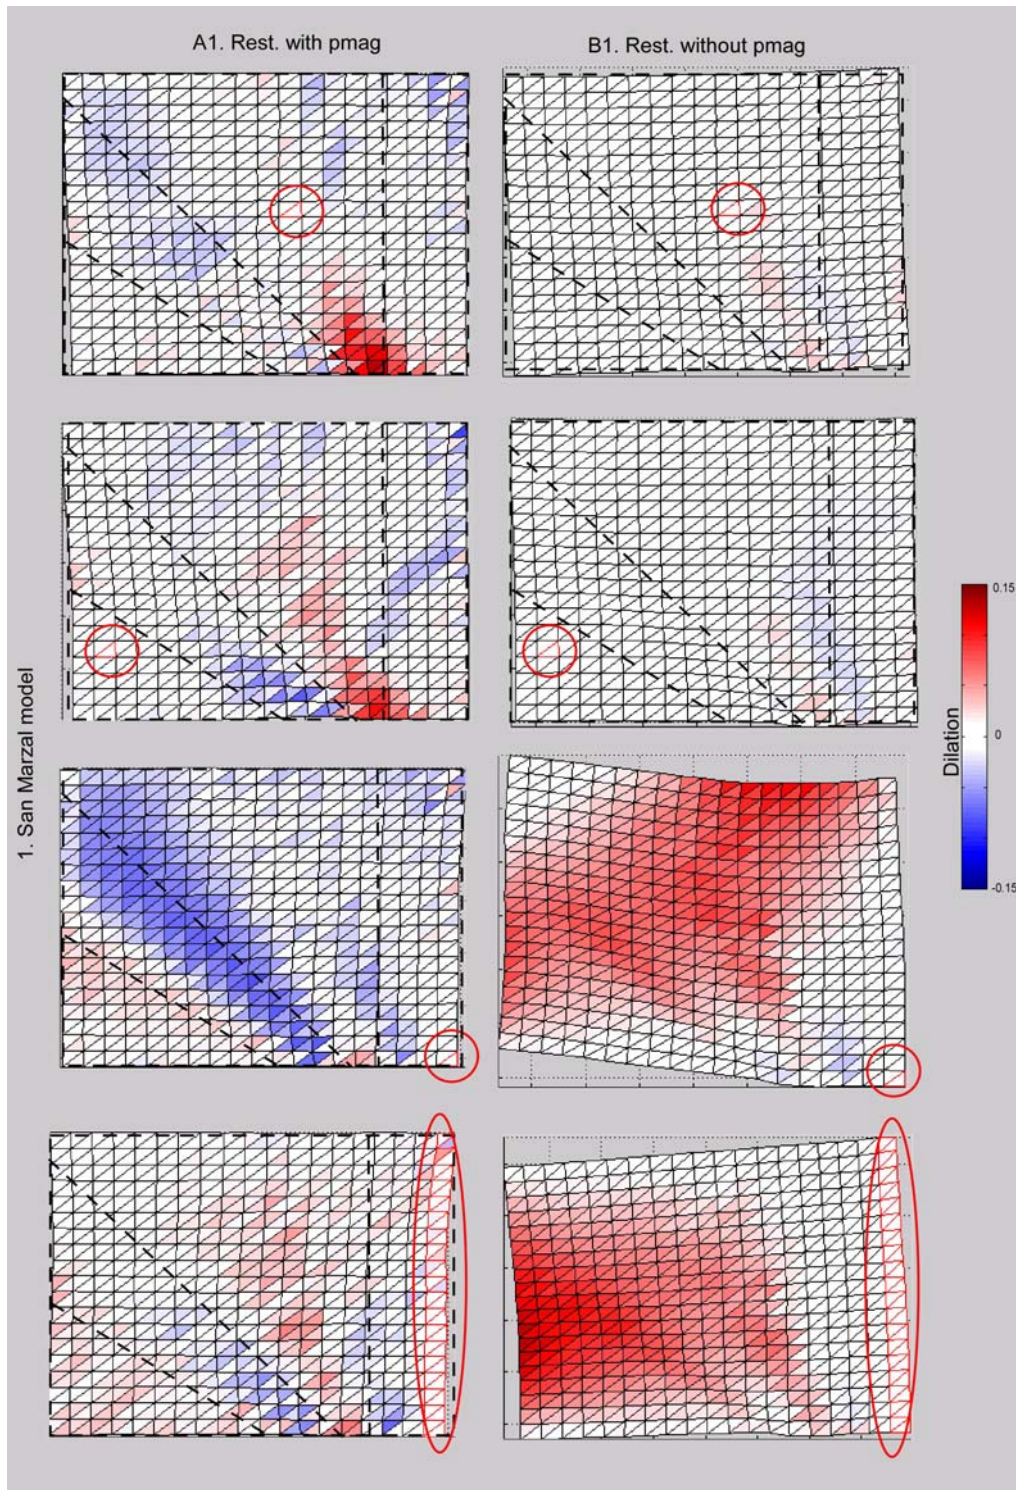 A1. Rest. with pmag
B1. Rest. without pmag
1. San Marzal model
0.15
0
-0.15
Dilation